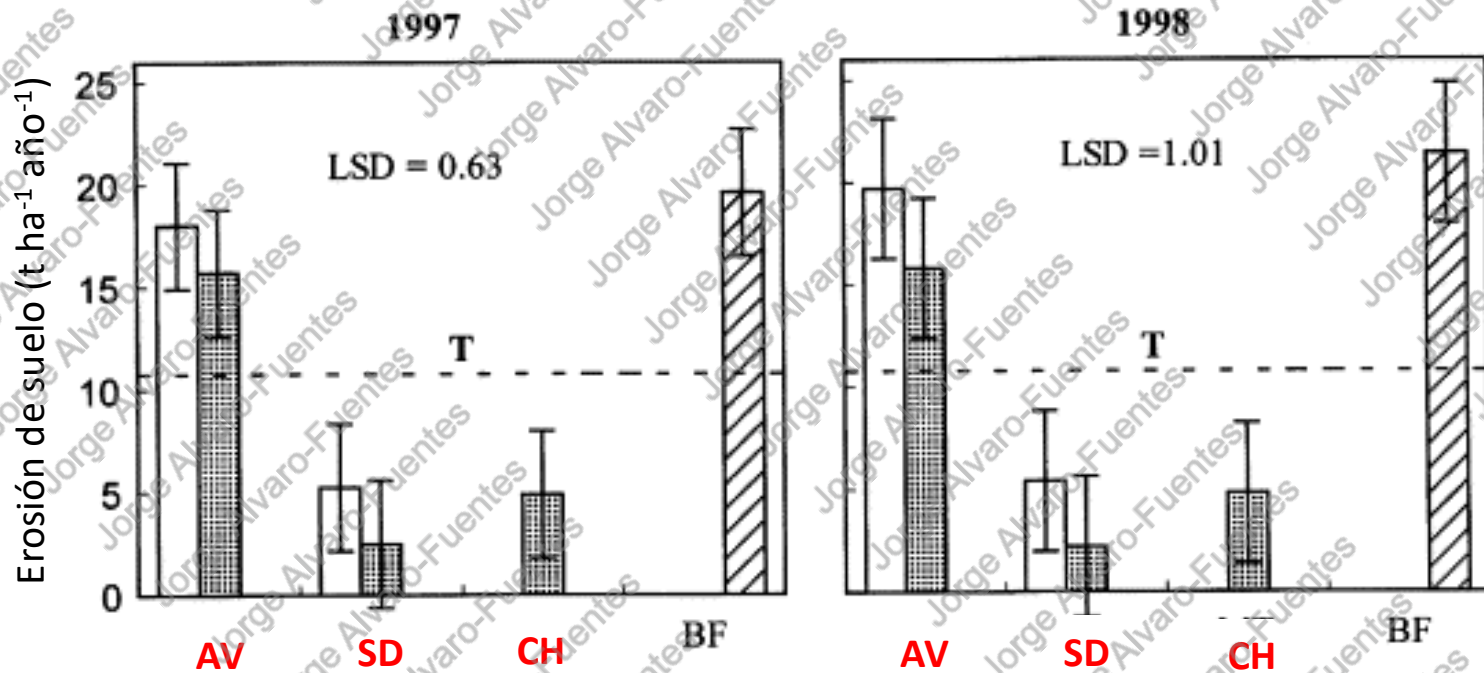 1997
1998
Erosión de suelo (t ha⁻¹ año⁻¹)
25
20
15
10
5
0
LSD = 0.63
LSD =1.01
T
T
AV
SD
CH
BF
AV
SD
CH
BF
Jorge Alvaro-Fuentes